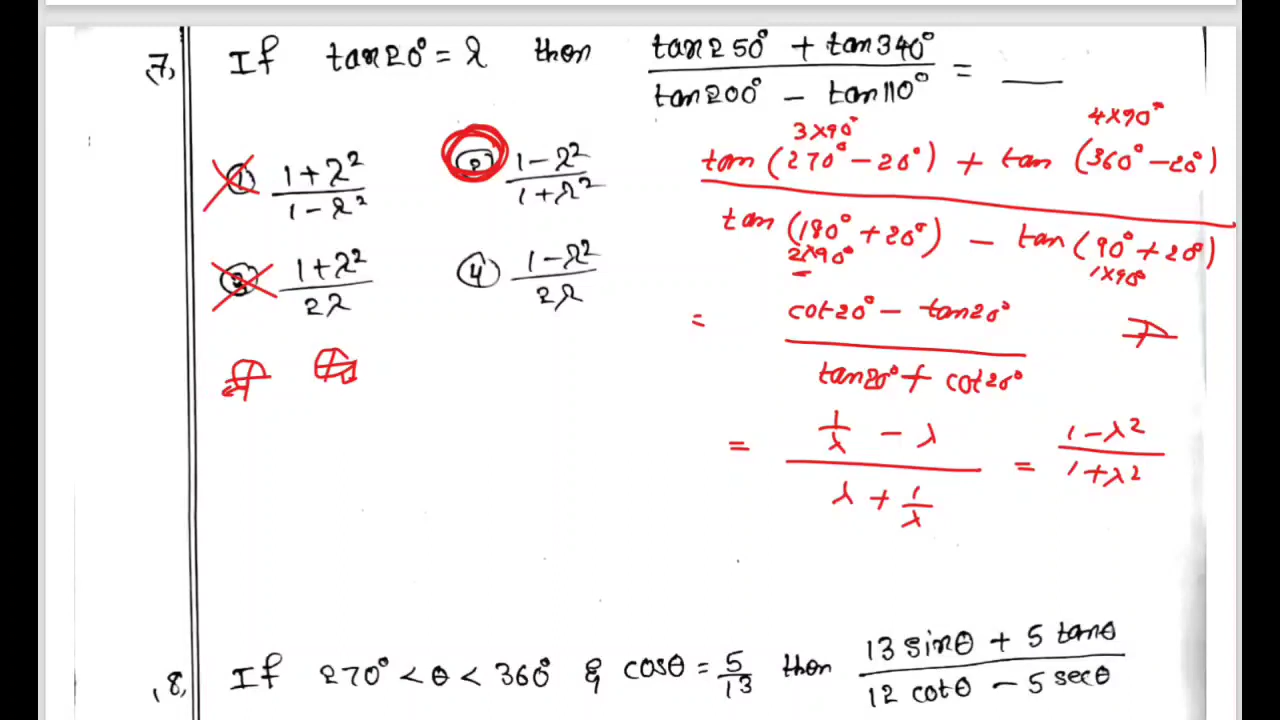 7, If tan20° = λ then (tan250° + tan340°)/(tan200° - tan110°) = ___
① (1+λ²)/(1-λ²) ② (1-λ²)/(1+λ²)
③ (1+λ²)/(2λ) ④ (1-λ²)/(2λ)
3×90° 4×90°
tan(270°-20°) + tan(360°-20°)
tan(180°+20°) - tan(90°+20°)
2×90° 1×90°
= (cot20° - tan20°)/(tan20° + cot20°)
= (1/λ - λ)/(λ + 1/λ) = (1-λ²)/(1+λ²)
,8, If 270° < θ < 360° & cosθ = 5/13 then (13 sinθ + 5 tanθ)/(12 cotθ - 5 secθ)